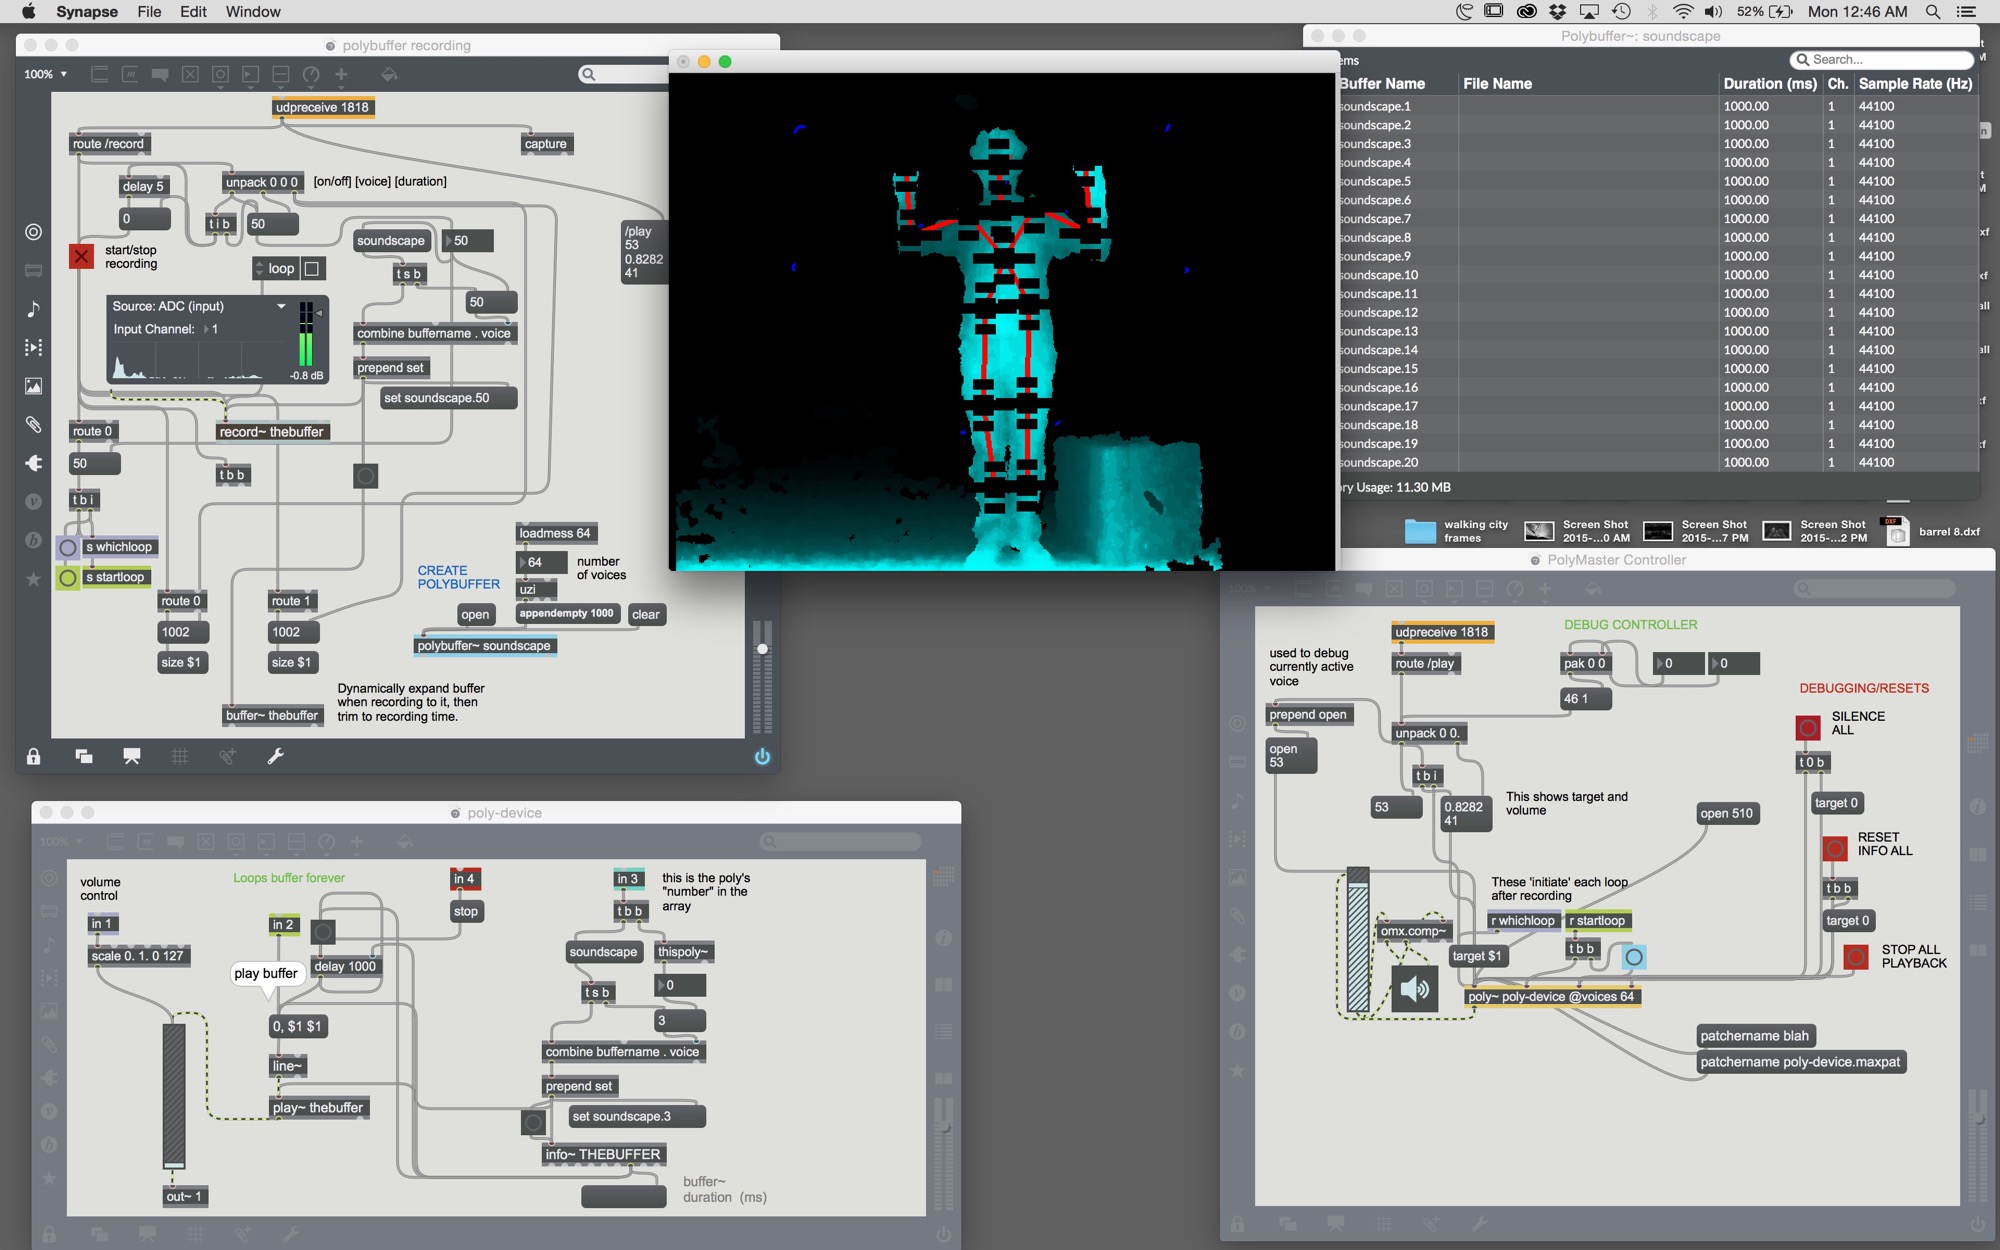 Synapse File Edit Window
52% Mon 12:46 AM
polybuffer recording
100%
udpreceive 1818
route /record
capture
delay 5
unpack 0 0 0
[on/off] [voice] [duration]
0
t i b
50
start/stop
recording
soundscape
50
/play
53
0.8282
41
loop
t s b
50
Source: ADC (input)
Input Channel: 1
-0.8 dB
combine buffername . voice
prepend set
set soundscape.50
route 0
record~ thebuffer
50
t b b
t b i
s whichloop
s startloop
loadmess 64
64
number
of voices
CREATE
POLYBUFFER
uzi
route 0
route 1
open
appendempty 1000
clear
1002
1002
polybuffer~ soundscape
size $1
size $1
Dynamically expand buffer
when recording to it, then
trim to recording time.
buffer~ thebuffer
Polybuffer~: soundscape
ems
Search...
Buffer Name File Name Duration (ms) Ch. Sample Rate (Hz)
soundscape.1 1000.00 1 44100
soundscape.2 1000.00 1 44100
soundscape.3 1000.00 1 44100
soundscape.4 1000.00 1 44100
soundscape.5 1000.00 1 44100
soundscape.6 1000.00 1 44100
soundscape.7 1000.00 1 44100
soundscape.8 1000.00 1 44100
soundscape.9 1000.00 1 44100
soundscape.10 1000.00 1 44100
soundscape.11 1000.00 1 44100
soundscape.12 1000.00 1 44100
soundscape.13 1000.00 1 44100
soundscape.14 1000.00 1 44100
soundscape.15 1000.00 1 44100
soundscape.16 1000.00 1 44100
soundscape.17 1000.00 1 44100
soundscape.18 1000.00 1 44100
soundscape.19 1000.00 1 44100
soundscape.20 1000.00 1 44100
ry Usage: 11.30 MB
walking city
frames
Screen Shot
2015-...0 AM
Screen Shot
2015-...7 PM
Screen Shot
2015-...2 PM
DXF
barrel 8.dxf
poly-device
100%
volume
control
Loops buffer forever
in 4
in 3
this is the poly's
"number" in the
array
in 1
in 2
stop
t b b
scale 0. 1. 0 127
delay 1000
soundscape
thispoly~
play buffer
t s b
0
0, $1 $1
3
line~
combine buffername . voice
prepend set
play~ thebuffer
set soundscape.3
info~ THEBUFFER
out~ 1
buffer~
duration (ms)
PolyMaster Controller
100%
udpreceive 1818
DEBUG CONTROLLER
used to debug
currently active
voice
route /play
pak 0 0
0
0
46 1
DEBUGGING/RESETS
prepend open
unpack 0 0.
SILENCE
ALL
open
53
t b i
t 0 b
53
0.8282
41
This shows target and
volume
open 510
target 0
RESET
INFO ALL
These 'initiate' each loop
after recording
t b b
omx.comp~
r whichloop
r startloop
target 0
target $1
t b b
STOP ALL
PLAYBACK
poly~ poly-device @voices 64
patchername blah
patchername poly-device.maxpat